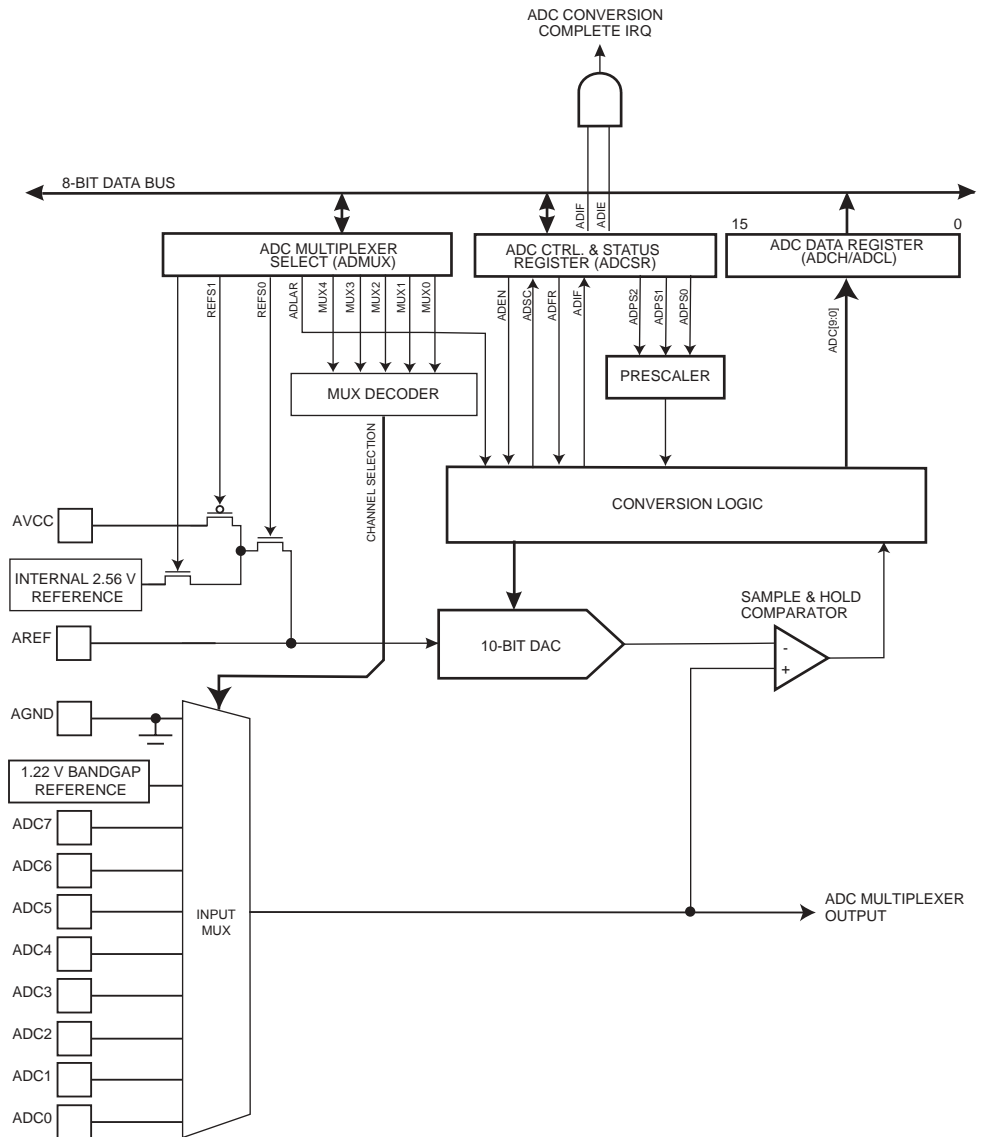 ADC CONVERSION
COMPLETE IRQ
8-BIT DATA BUS
ADIF
ADIE
15
0
ADC MULTIPLEXER
SELECT (ADMUX)
ADC CTRL. & STATUS
REGISTER (ADCSR)
ADC DATA REGISTER
(ADCH/ADCL)
REFS1
REFS0
ADLAR
MUX4
MUX3
MUX2
MUX1
MUX0
ADEN
ADSC
ADFR
ADIF
ADPS2
ADPS1
ADPS0
ADC[9:0]
MUX DECODER
PRESCALER
CHANNEL SELECTION
CONVERSION LOGIC
AVCC
INTERNAL 2.56 V
REFERENCE
SAMPLE & HOLD
COMPARATOR
AREF
10-BIT DAC
-
+
AGND
1.22 V BANDGAP
REFERENCE
ADC7
ADC6
ADC5
INPUT
MUX
ADC MULTIPLEXER
OUTPUT
ADC4
ADC3
ADC2
ADC1
ADC0